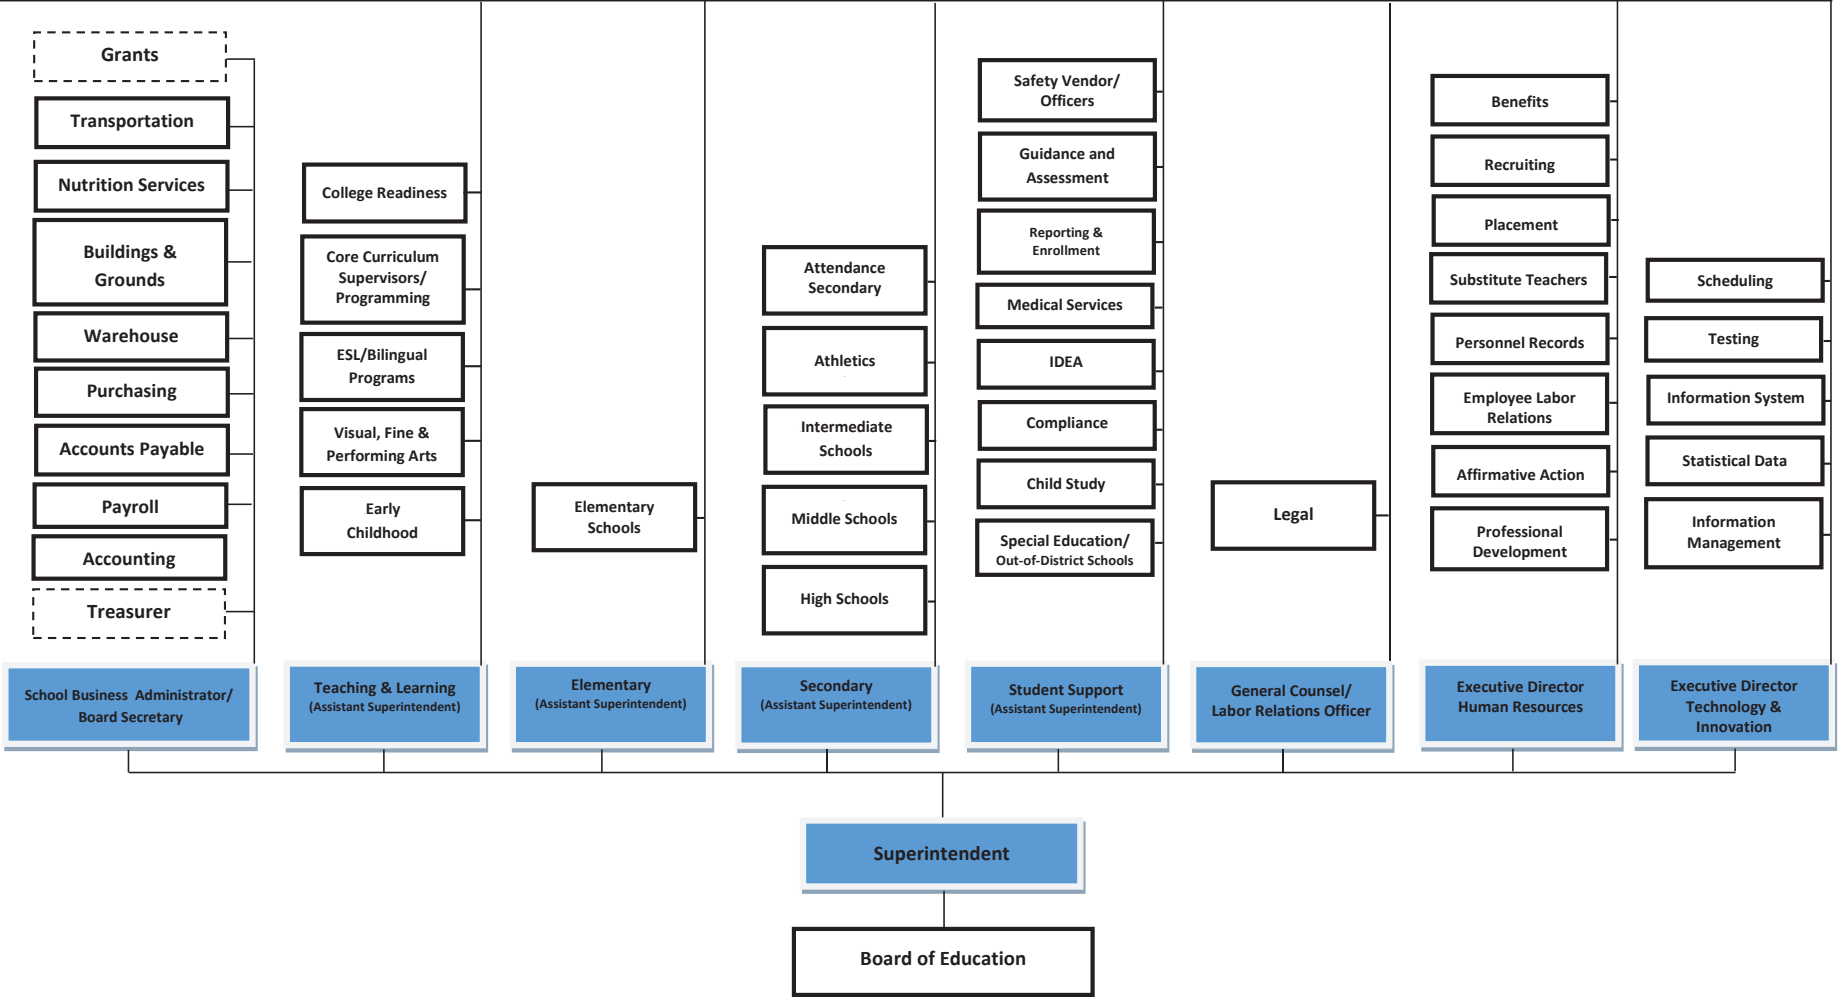 Grants
Transportation
Nutrition Services
Buildings &
Grounds
Warehouse
Purchasing
Accounts Payable
Payroll
Accounting
Treasurer
School Business Administrator/
Board Secretary
College Readiness
Core Curriculum
Supervisors/
Programming
ESL/Bilingual
Programs
Visual, Fine &
Performing Arts
Early
Childhood
Teaching & Learning
(Assistant Superintendent)
Elementary
Schools
Elementary
(Assistant Superintendent)
Attendance
Secondary
Athletics
Intermediate
Schools
Middle Schools
High Schools
Secondary
(Assistant Superintendent)
Safety Vendor/
Officers
Guidance and
Assessment
Reporting &
Enrollment
Medical Services
IDEA
Compliance
Child Study
Special Education/
Out-of-District Schools
Student Support
(Assistant Superintendent)
Legal
General Counsel/
Labor Relations Officer
Benefits
Recruiting
Placement
Substitute Teachers
Personnel Records
Employee Labor
Relations
Affirmative Action
Professional
Development
Executive Director
Human Resources
Scheduling
Testing
Information System
Statistical Data
Information
Management
Executive Director
Technology &
Innovation
Superintendent
Board of Education